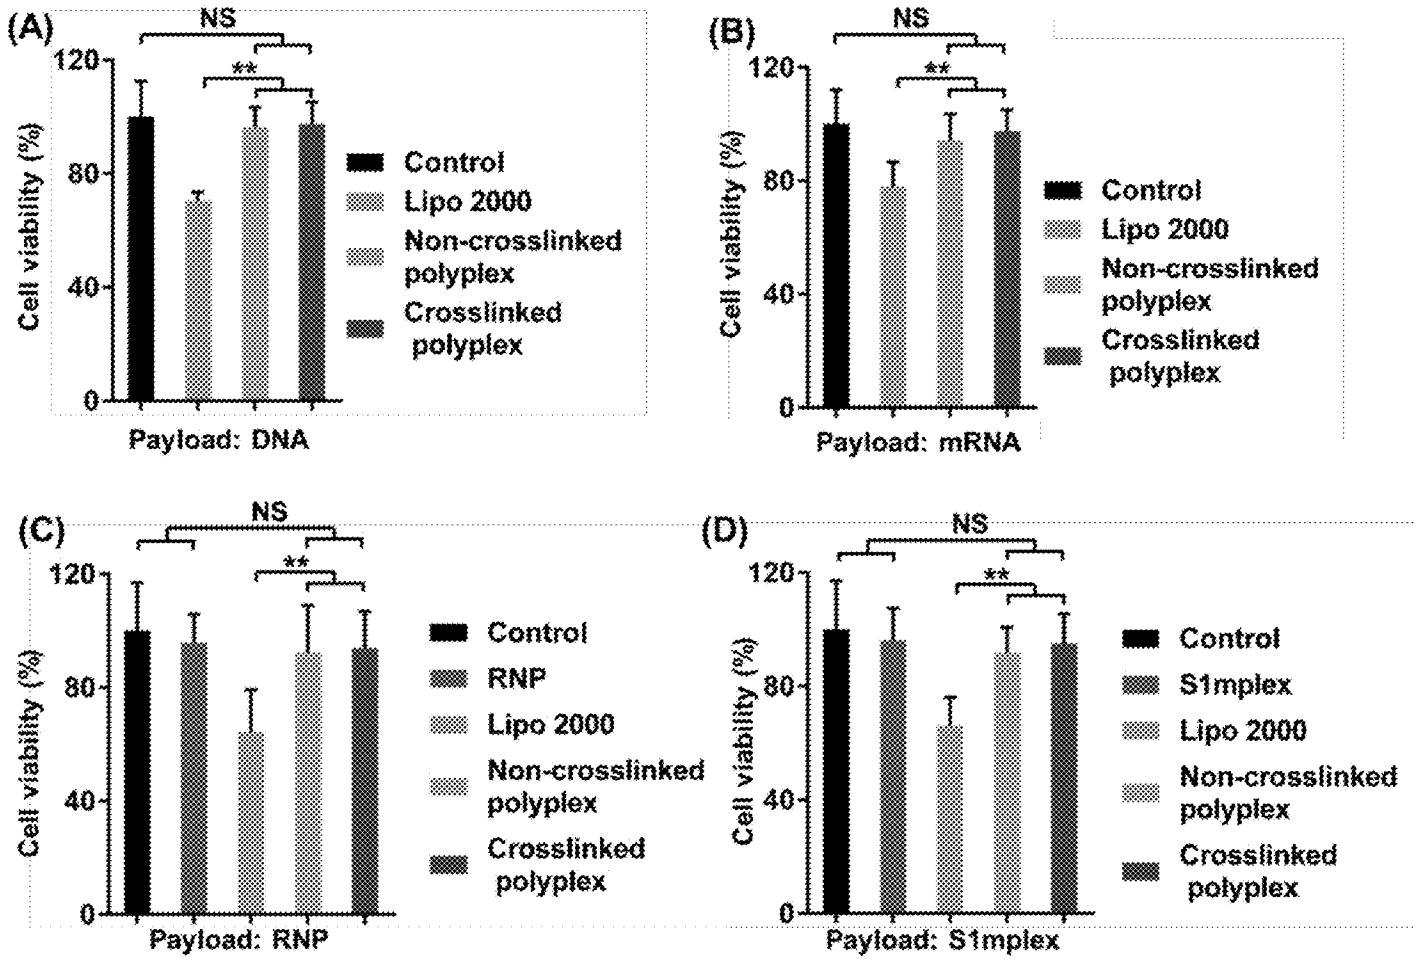 (A)
NS
**
120
80
40
0
Cell viability (%)
Control
Lipo 2000
Non-crosslinked
polyplex
Crosslinked
polyplex
Payload: DNA
(B)
NS
**
120
80
40
0
Cell viability (%)
Control
Lipo 2000
Non-crosslinked
polyplex
Crosslinked
polyplex
Payload: mRNA
(C)
NS
**
120
80
40
0
Cell viability (%)
Control
RNP
Lipo 2000
Non-crosslinked
polyplex
Crosslinked
polyplex
Payload: RNP
(D)
NS
**
120
80
40
0
Cell viability (%)
Control
S1mplex
Lipo 2000
Non-crosslinked
polyplex
Crosslinked
polyplex
Payload: S1mplex